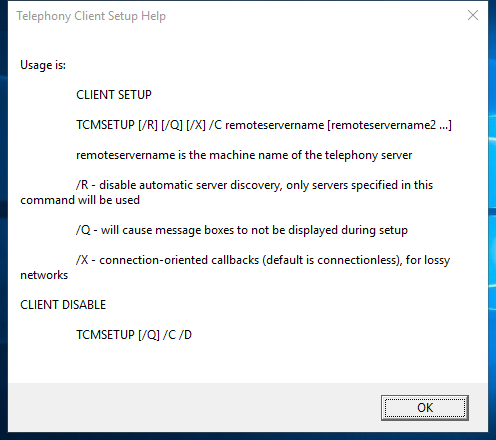 Telephony Client Setup Help
Usage is:
CLIENT SETUP
TCMSETUP [/R] [/Q] [/X] /C remoteservername [remoteservername2 ...]
remoteservername is the machine name of the telephony server
/R - disable automatic server discovery, only servers specified in this
command will be used
/Q - will cause message boxes to not be displayed during setup
/X - connection-oriented callbacks (default is connectionless), for lossy
networks
CLIENT DISABLE
TCMSETUP [/Q] /C /D
OK